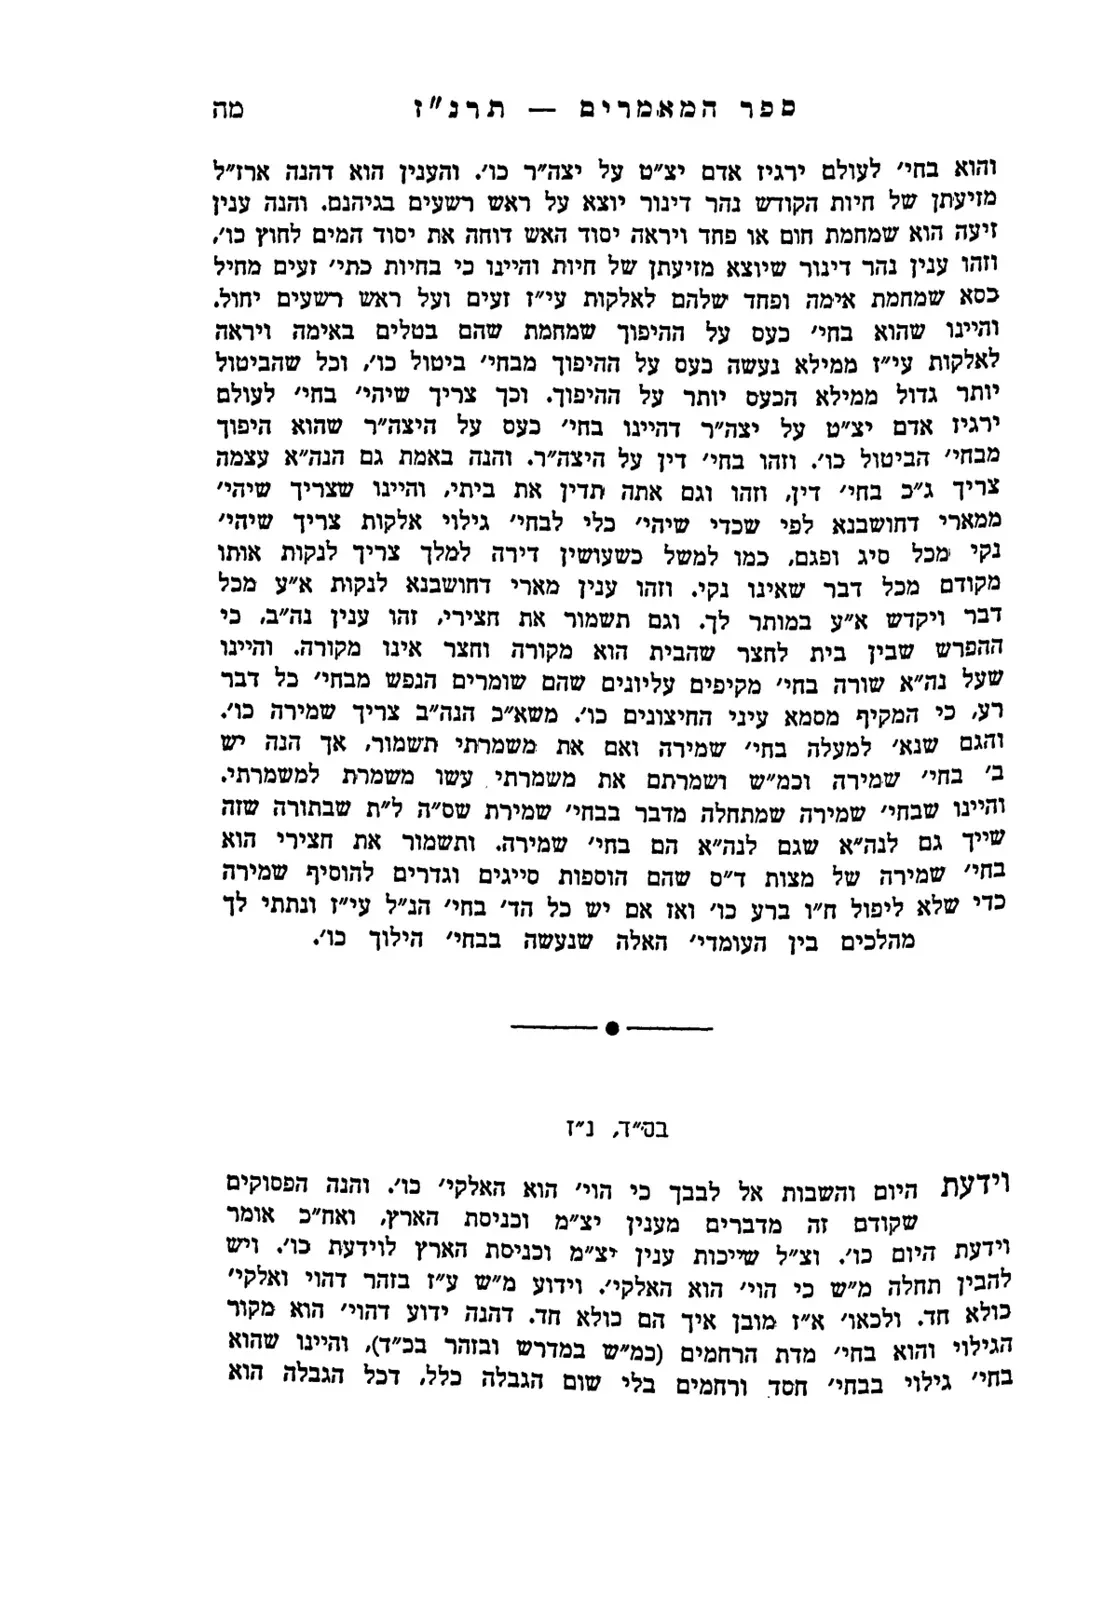 ספר המאמרים — תרנ"ז מה
והוא בחי' לעולם ירגיז אדם יצ"ט על יצה"ר כו'. והענין הוא דהנה ארז"ל
מזיעתן של חיות הקודש נהר דינור יוצא על ראש רשעים בגיהנם. והנה ענין
זיעה הוא שמחמת חום או פחד ויראה יסוד האש דוחה את יסוד המים לחוץ כו',
וזהו ענין נהר דינור שיוצא מזיעתן של חיות והיינו כי בחיות כתי' זעים מחיל
כסא שמחמת אימה ופחד שלהם לאלקות עי"ז זעים ועל ראש רשעים יחול.
והיינו שהוא בחי' כעס על ההיפוך שמחמת שהם בטלים באימה ויראה
לאלקות עי"ז ממילא נעשה כעס על ההיפוך מבחי' ביטול כו', וכל שהביטול
יותר גדול ממילא הכעס יותר על ההיפוך. וכך צריך שיהי' בחי' לעולם
ירגיז אדם יצ"ט על יצה"ר דהיינו בחי' כעס על היצה"ר שהוא היפוך
מבחי' הביטול כו'. וזהו בחי' דין על היצה"ר. והנה באמת גם הנה"א עצמה
צריך ג"כ בחי' דין, וזהו וגם אתה תדין את ביתי, והיינו שצריך שיהי'
ממארי דחושבנא לפי שכדי שיהי' כלי לבחי' גילוי אלקות צריך שיהי'
נקי מכל סיג ופגם, כמו למשל כשעושין דירה למלך צריך לנקות אותו
מקודם מכל דבר שאינו נקי. וזהו ענין מארי דחושבנא לנקות א"ע מכל
דבר ויקדש א"ע במותר לך. וגם תשמור את חצירי, זהו ענין נה"ב, כי
ההפרש שבין בית לחצר שהבית הוא מקורה וחצר אינו מקורה. והיינו
שעל נה"א שורה בחי' מקיפים עליונים שהם שומרים הנפש מבחי' כל דבר
רע, כי המקיף מסמא עיני החיצונים כו'. משא"כ הנה"ב צריך שמירה כו'.
והגם שנא' למעלה בחי' שמירה ואם את משמרתי תשמור, אך הנה יש
ב' בחי' שמירה וכמ"ש ושמרתם את משמרתי עשו משמרת למשמרתי.
והיינו שבחי' שמירה שמתחלה מדבר בבחי' שמירת שס"ה ל"ת שבתורה שזה
שייך גם לנה"א שגם לנה"א הם בחי' שמירה. ותשמור את חצירי הוא
בחי' שמירה של מצות ד"ס שהם הוספות סייגים וגדרים להוסיף שמירה
כדי שלא ליפול ח"ו ברע כו' ואז אם יש כל הד' בחי' הנ"ל עי"ז ונתתי לך
מהלכים בין העומדי' האלה שנעשה בבחי' הילוך כו'.
בס"ד, נ"ז
וידעת היום והשבות אל לבבך כי הוי' הוא האלקי' כו'. והנה הפסוקים
שקודם זה מדברים מענין יצ"מ וכניסת הארץ, ואח"כ אומר
וידעת היום כו'. וצ"ל שייכות ענין יצ"מ וכניסת הארץ לוידעת כו'. ויש
להבין תחלה מ"ש כי הוי' הוא האלקי'. וידוע מ"ש ע"ז בזהר דהוי' ואלקי'
כולא חד. ולכאו' א"ז מובן איך הם כולא חד. דהנה ידוע דהוי' הוא מקור
הגילוי והוא בחי' מדת הרחמים (כמ"ש במדרש ובזהר בכ"ד), והיינו שהוא
בחי' גילוי בבחי' חסד ורחמים בלי שום הגבלה כלל, דכל הגבלה הוא